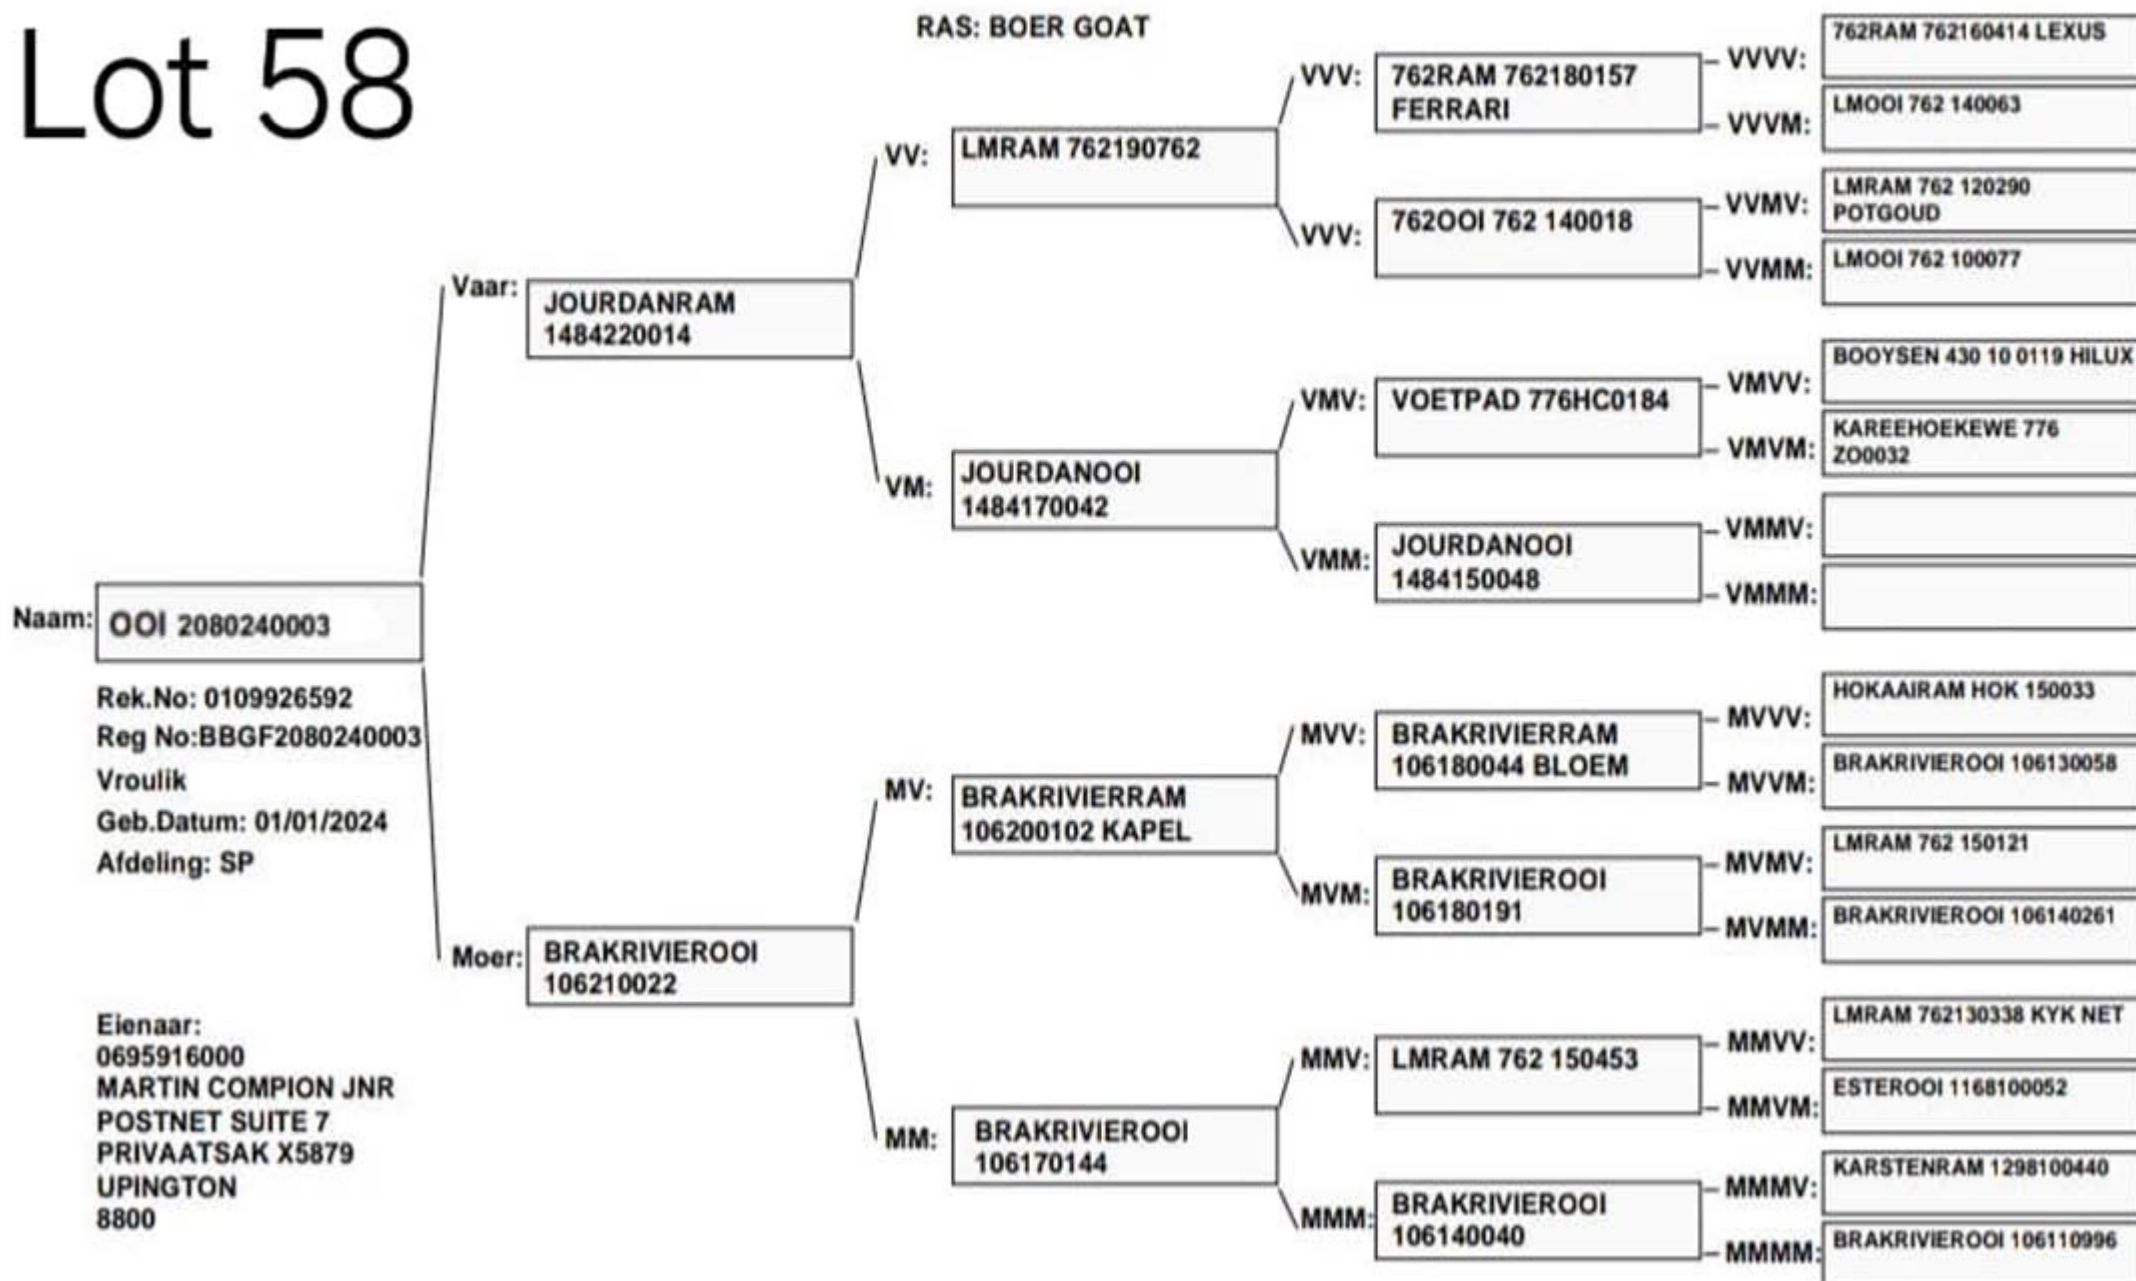 Lot 58
RAS: BOER GOAT
Naam:
OOI 2080240003
Rek.No: 0109926592
Reg No:BBGF2080240003
Vroulik
Geb.Datum: 01/01/2024
Afdeling: SP
Eienaar:
0695916000
MARTIN COMPION JNR
POSTNET SUITE 7
PRIVAATSAK X5879
UPINGTON
8800
Vaar:
JOURDANRAM
1484220014
Moer:
BRAKRIVIEROOI
106210022
VV:
LMRAM 762190762
VM:
JOURDANOOI
1484170042
MV:
BRAKRIVIERRAM
106200102 KAPEL
MM:
BRAKRIVIEROOI
106170144
VVV:
762RAM 762180157
FERRARI
VVV:
762OOI 762 140018
VMV:
VOETPAD 776HC0184
VMM:
JOURDANOOI
1484150048
MVV:
BRAKRIVIERRAM
106180044 BLOEM
MVM:
BRAKRIVIEROOI
106180191
MMV:
LMRAM 762 150453
MMM:
BRAKRIVIEROOI
106140040
VVVV:
762RAM 762160414 LEXUS
VVVM:
LMOOI 762 140063
VVMV:
LMRAM 762 120290
POTGOUD
VVMM:
LMOOI 762 100077
VMVV:
BOOYSEN 430 10 0119 HILUX
VMVM:
KAREEHOEKEWE 776
ZO0032
VMMV:
VMMM:
MVVV:
HOKAAIRAM HOK 150033
MVVM:
BRAKRIVIEROOI 106130058
MVMV:
LMRAM 762 150121
MVMM:
BRAKRIVIEROOI 106140261
MMVV:
LMRAM 762130338 KYK NET
MMVM:
ESTEROOI 1168100052
MMMV:
KARSTENRAM 1298100440
MMMM:
BRAKRIVIEROOI 106110996